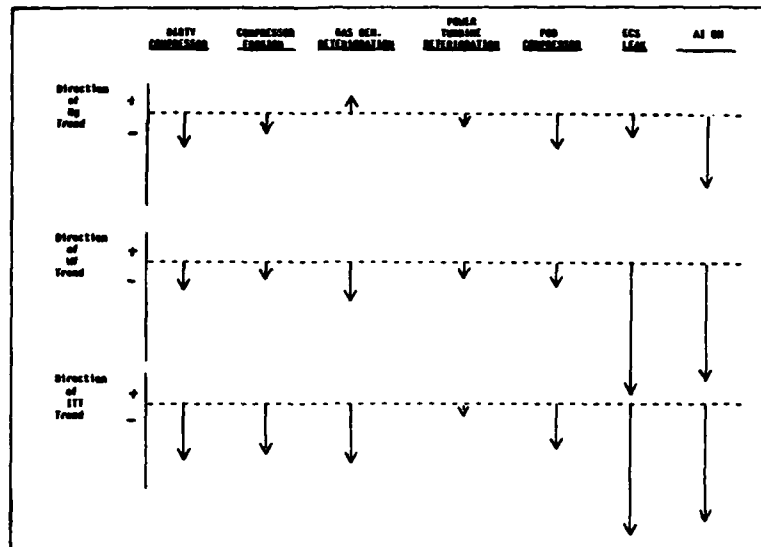 DIRTY COMPRESSOR
COMPRESSOR EROSION
GAS GEN. DETERIORATION
POWER TURBINE DETERIORATION
FOD COMPRESSOR
ECS LEAK
AI ON
Direction
of
Ng
Trend
+
-
Direction
of
WF
Trend
+
-
Direction
of
ITT
Trend
+
-